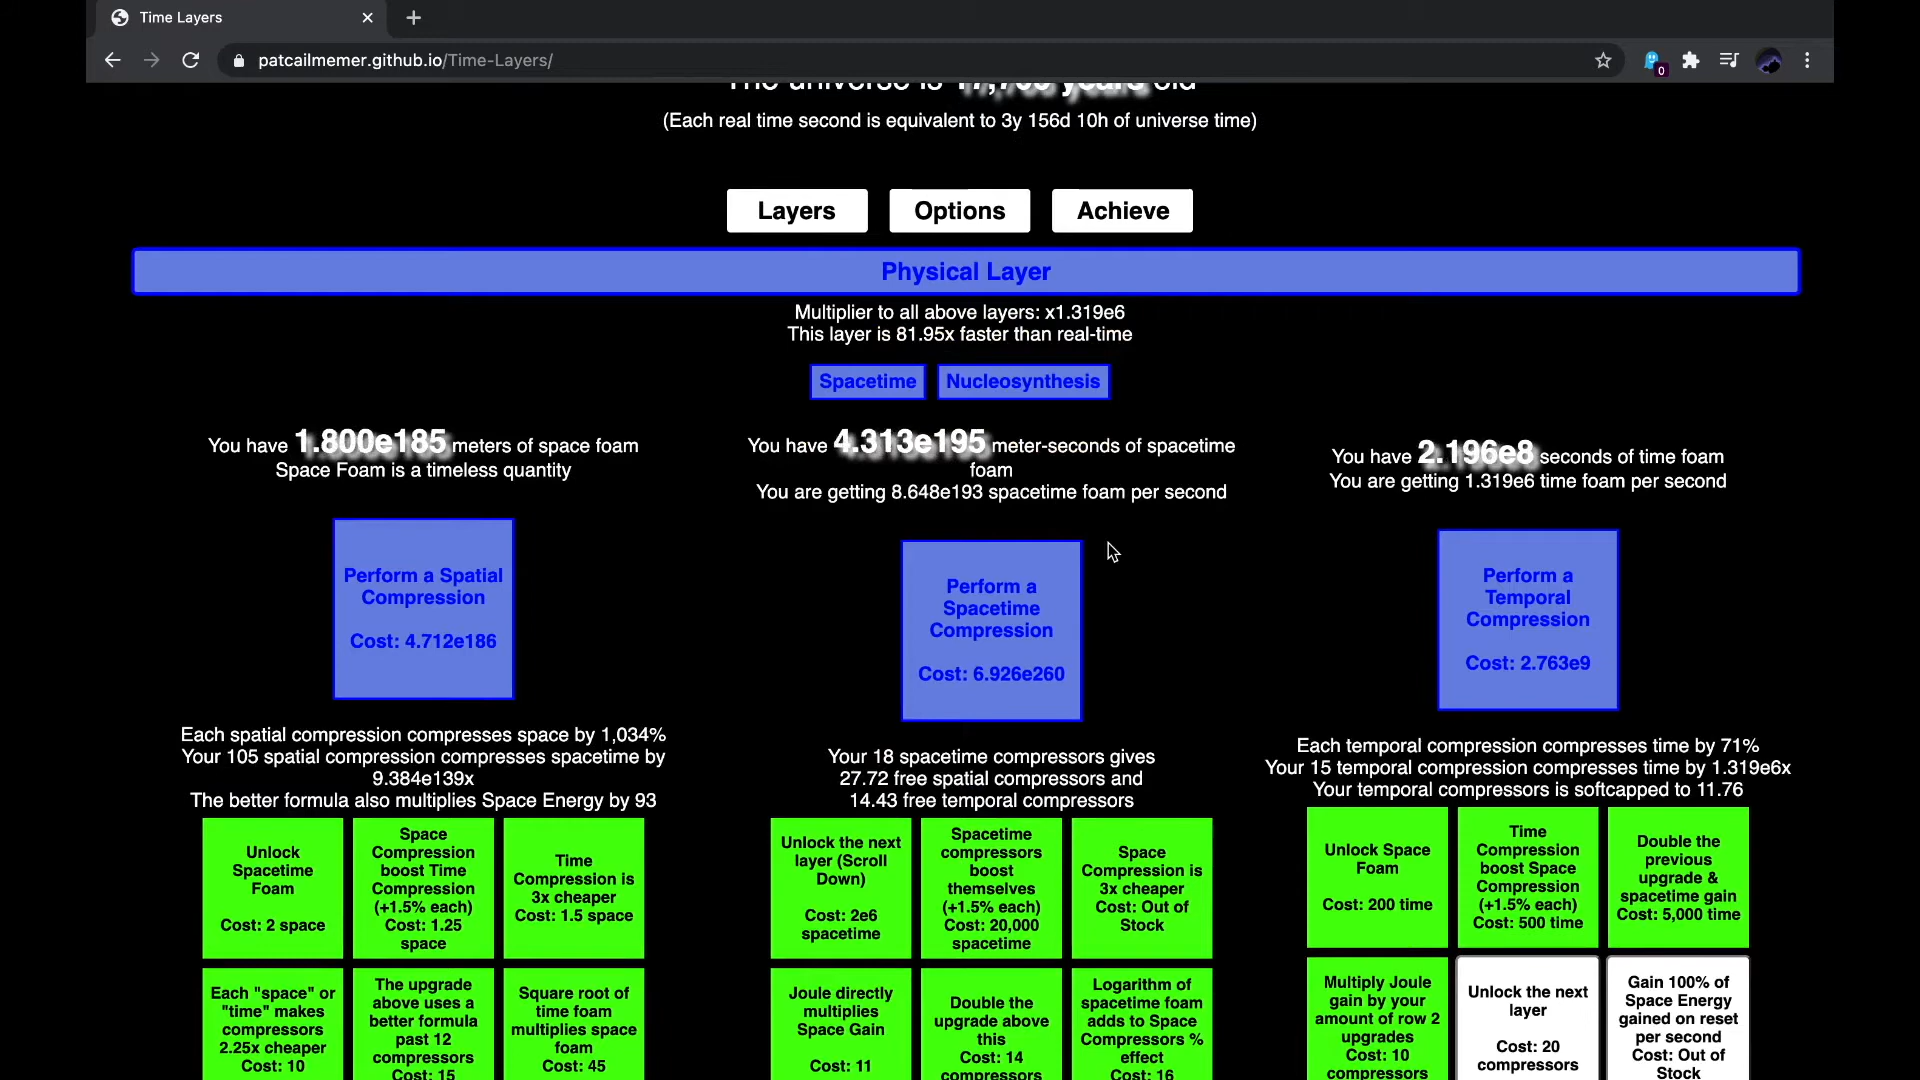 Time Layers
patcailmemer.github.io/Time-Layers/
0
The universe is years old
(Each real time second is equivalent to 3y 156d 10h of universe time)
Layers
Options
Achieve
Physical Layer
Multiplier to all above layers: x1.319e6
This layer is 81.95x faster than real-time
Spacetime
Nucleosynthesis
You have 1.800e185 meters of space foam
Space Foam is a timeless quantity
Perform a Spatial
Compression
Cost: 4.712e186
Each spatial compression compresses space by 1,034%
Your 105 spatial compression compresses spacetime by
9.384e139x
The better formula also multiplies Space Energy by 93
Unlock
Spacetime
Foam
Cost: 2 space
Space
Compression
boost Time
Compression
(+1.5% each)
Cost: 1.25
space
Time
Compression is
3x cheaper
Cost: 1.5 space
Each "space" or
"time" makes
compressors
2.25x cheaper
Cost: 10
The upgrade
above uses a
better formula
past 12
compressors
Cost: 15
Square root of
time foam
multiplies space
foam
Cost: 45
You have 4.313e195 meter-seconds of spacetime
foam
You are getting 8.648e193 spacetime foam per second
Perform a
Spacetime
Compression
Cost: 6.926e260
Your 18 spacetime compressors gives
27.72 free spatial compressors and
14.43 free temporal compressors
Unlock the next
layer (Scroll
Down)
Cost: 2e6
spacetime
Spacetime
compressors
boost
themselves
(+1.5% each)
Cost: 20,000
spacetime
Space
Compression is
3x cheaper
Cost: Out of
Stock
Joule directly
multiplies
Space Gain
Cost: 11
Double the
upgrade above
this
Cost: 14
compressors
Logarithm of
spacetime foam
adds to Space
Compressors %
effect
Cost: 16
You have 2.196e8 seconds of time foam
You are getting 1.319e6 time foam per second
Perform a
Temporal
Compression
Cost: 2.763e9
Each temporal compression compresses time by 71%
Your 15 temporal compression compresses time by 1.319e6x
Your temporal compressors is softcapped to 11.76
Unlock Space
Foam
Cost: 200 time
Time
Compression
boost Space
Compression
(+1.5% each)
Cost: 500 time
Double the
previous
upgrade &
spacetime gain
Cost: 5,000 time
Multiply Joule
gain by your
amount of row 2
upgrades
Cost: 10
compressors
Unlock the next
layer
Cost: 20
compressors
Gain 100% of
Space Energy
gained on reset
per second
Cost: Out of
Stock